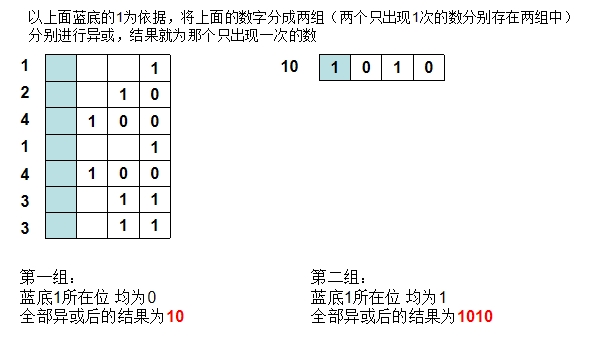 以上面蓝底的1为依据，将上面的数字分成两组（两个只出现1次的数分别存在两组中）
分别进行异或，结果就为那个只出现一次的数
1 1
2 1 0
4 1 0 0
1 1
4 1 0 0
3 1 1
3 1 1
10 1 0 1 0
第一组：
蓝底1所在位 均为0
全部异或后的结果为10
第二组：
蓝底1所在位 均为1
全部异或后的结果为1010